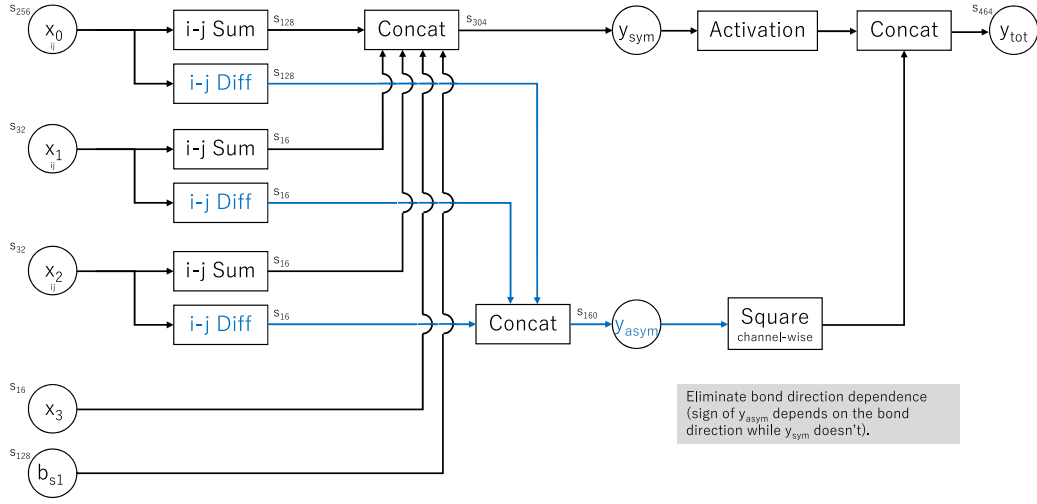 s256
x0
ij
i-j Sum
s128
Concat
s304
ysym
Activation
Concat
s464
ytot
i-j Diff
s128
s32
x1
ij
i-j Sum
s16
i-j Diff
s16
s32
x2
ij
i-j Sum
s16
i-j Diff
s16
Concat
s160
yasym
Square
channel-wise
s16
x3
Eliminate bond direction dependence
(sign of yasym depends on the bond
direction while ysym doesn't).
s128
bs1